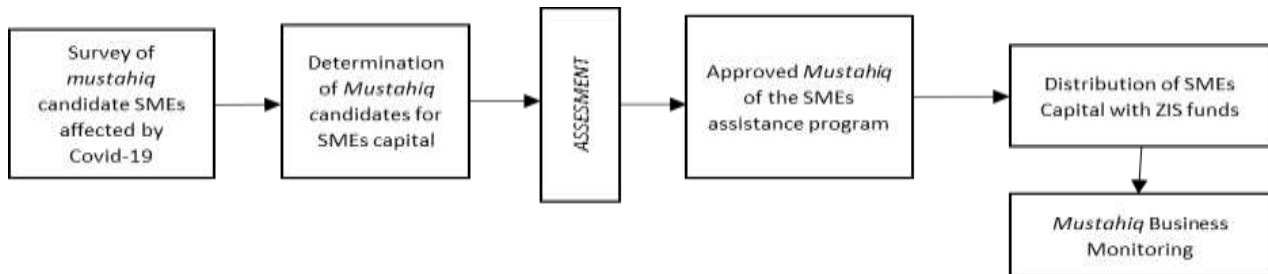 Survey of
mustahiq
candidate SMEs
affected by
Covid-19
Determination
of Mustahiq
candidates for
SMEs capital
ASSESMENT
Approved Mustahiq
of the SMEs
assistance program
Distribution of SMEs
Capital with ZIS funds
Mustahiq Business
Monitoring